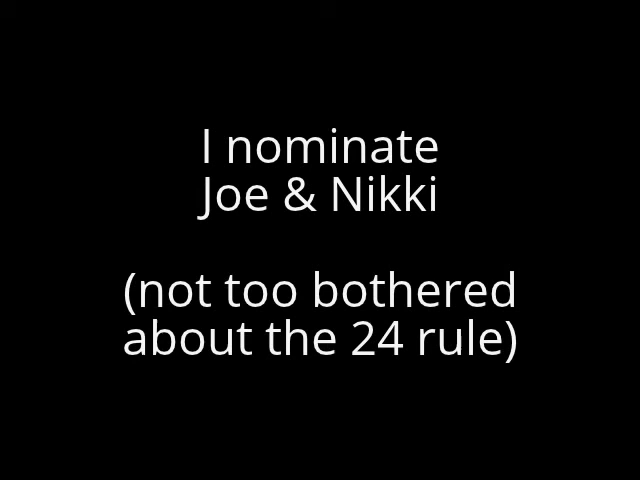 I nominate
Joe & Nikki
(not too bothered
about the 24 rule)